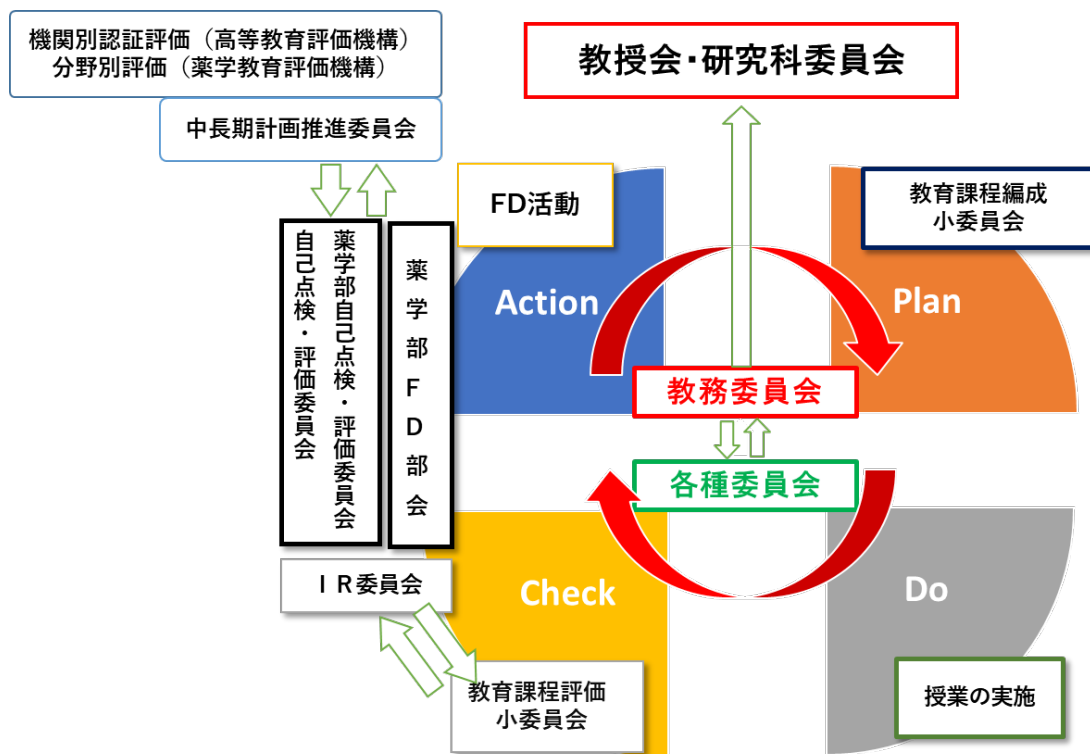 機関別認証評価（高等教育評価機構）
分野別評価（薬学教育評価機構）
中長期計画推進委員会
教授会・研究科委員会
FD活動
教育課程編成
小委員会
薬学部自己点検・評価委員会
自己点検・評価委員会
薬学部FD部会
Action
Plan
教務委員会
各種委員会
ＩＲ委員会
Check
Do
教育課程評価
小委員会
授業の実施